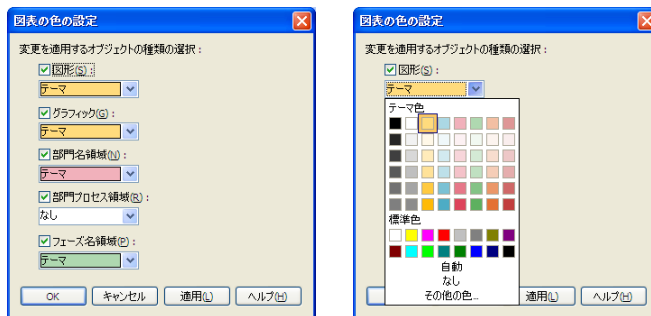 図表の色の設定
変更を適用するオブジェクトの種類の選択:
図形(S):
テーマ
グラフィック(G):
テーマ
部門名領域(N):
テーマ
部門プロセス領域(R):
なし
フェーズ名領域(P):
テーマ
OK キャンセル 適用(L) ヘルプ(H)
図表の色の設定
変更を適用するオブジェクトの種類の選択:
図形(S):
テーマ
テーマ色
標準色
自動
なし
その他の色...
適用(L) ヘルプ(H)